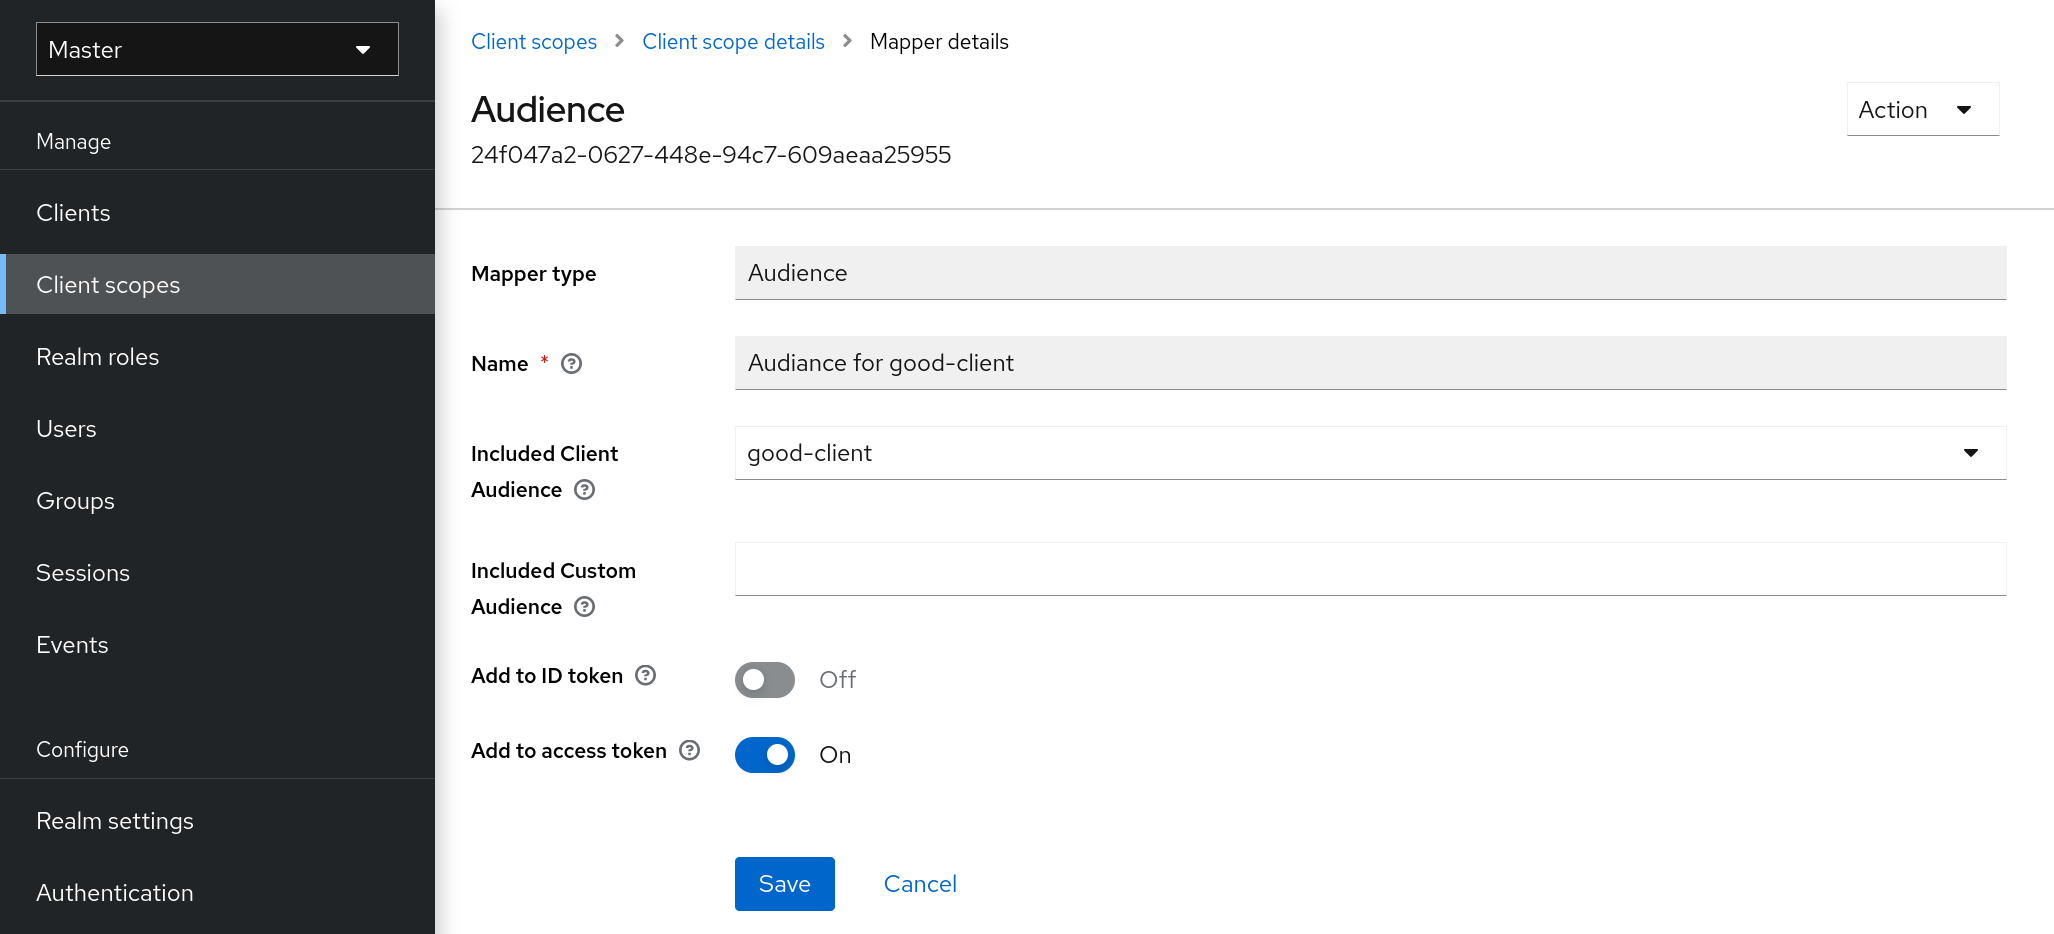 Master
Manage
Clients
Client scopes
Realm roles
Users
Groups
Sessions
Events
Configure
Realm settings
Authentication
Client scopes > Client scope details > Mapper details
Audience
24f047a2-0627-448e-94c7-609aeaa25955
Action
Mapper type
Audience
Name *
Audiance for good-client
Included Client
Audience
good-client
Included Custom
Audience
Add to ID token
Off
Add to access token
On
Save
Cancel